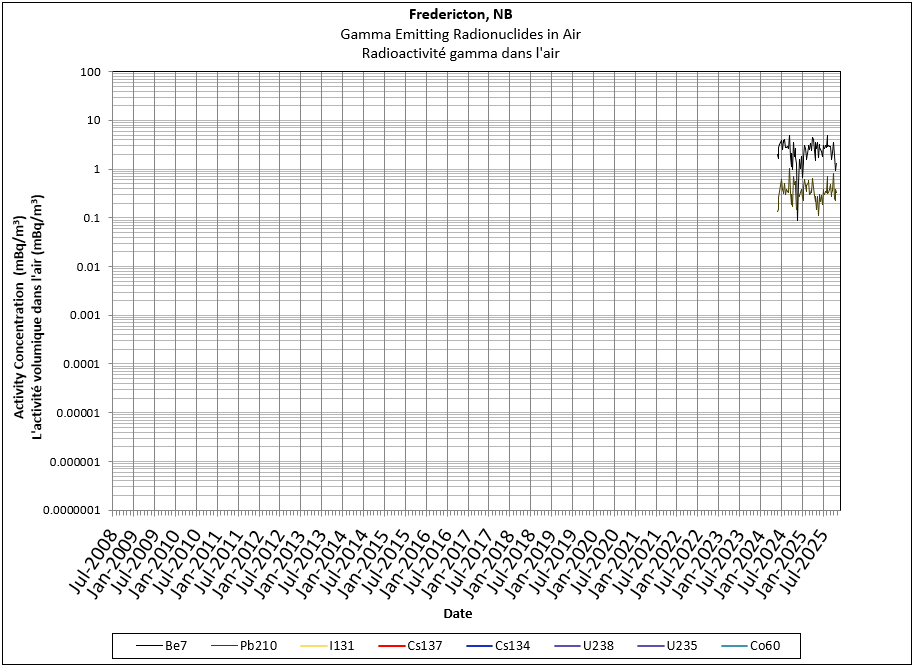 Fredericton, NB
Gamma Emitting Radionuclides in Air
Radioactivité gamma dans l'air
Activity Concentration (mBq/m³)
L'activité volumique dans l'air (mBq/m³)
100
10
1
0.1
0.01
0.001
0.0001
0.00001
0.000001
0.0000001
Jul-2008
Jan-2009
Jul-2009
Jan-2010
Jul-2010
Jan-2011
Jul-2011
Jan-2012
Jul-2012
Jan-2013
Jul-2013
Jan-2014
Jul-2014
Jan-2015
Jul-2015
Jan-2016
Jul-2016
Jan-2017
Jul-2017
Jan-2018
Jul-2018
Jan-2019
Jul-2019
Jan-2020
Jul-2020
Jan-2021
Jul-2021
Jan-2022
Jul-2022
Jan-2023
Jul-2023
Jan-2024
Jul-2024
Jan-2025
Jul-2025
Date
Be7 Pb210 I131 Cs137 Cs134 U238 U235 Co60